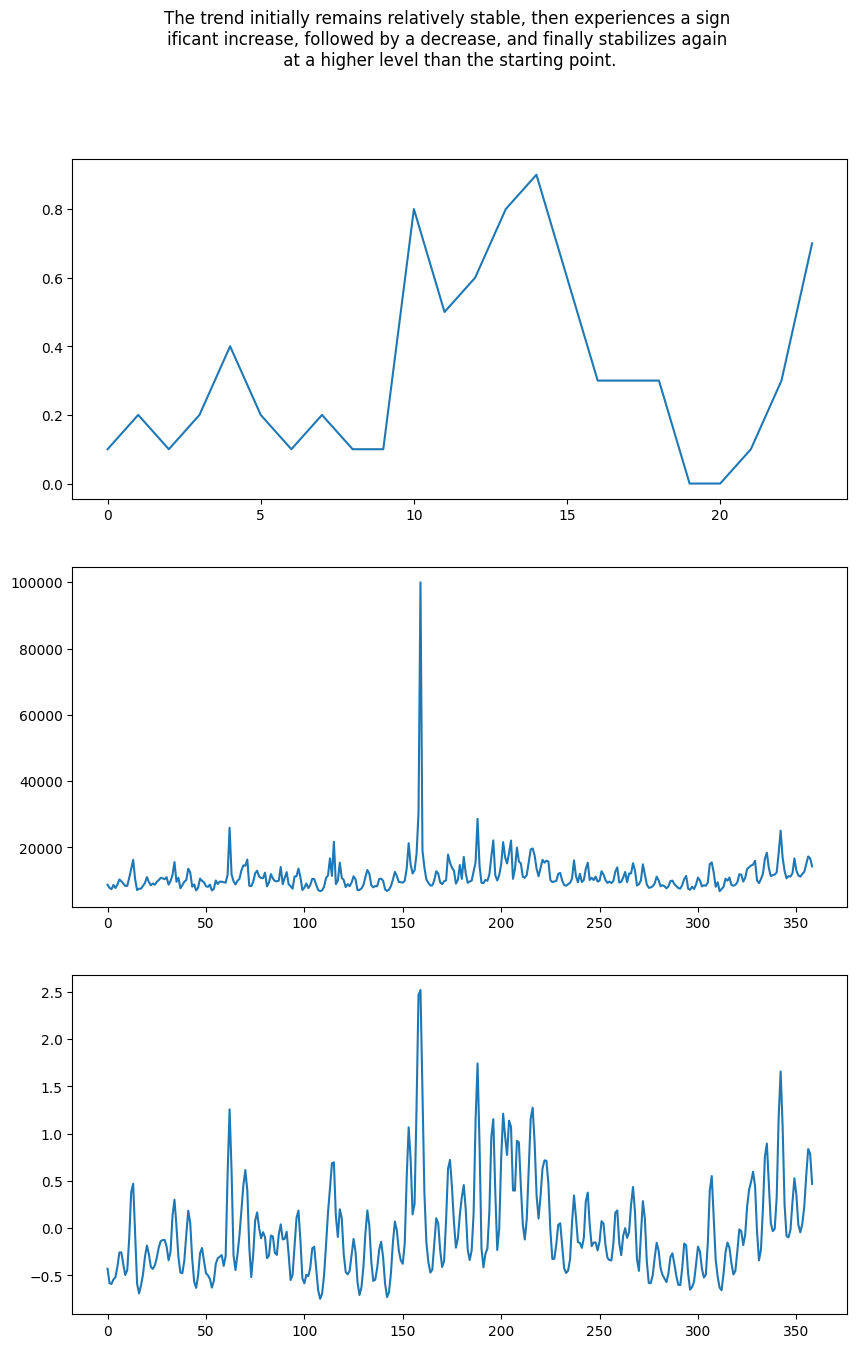 The trend initially remains relatively stable, then experiences a sign
ificant increase, followed by a decrease, and finally stabilizes again
at a higher level than the starting point.
0.8
0.6
0.4
0.2
0.0
0 5 10 15 20
100000
80000
60000
40000
20000
0 50 100 150 200 250 300 350
2.5
2.0
1.5
1.0
0.5
0.0
−0.5
0 50 100 150 200 250 300 350